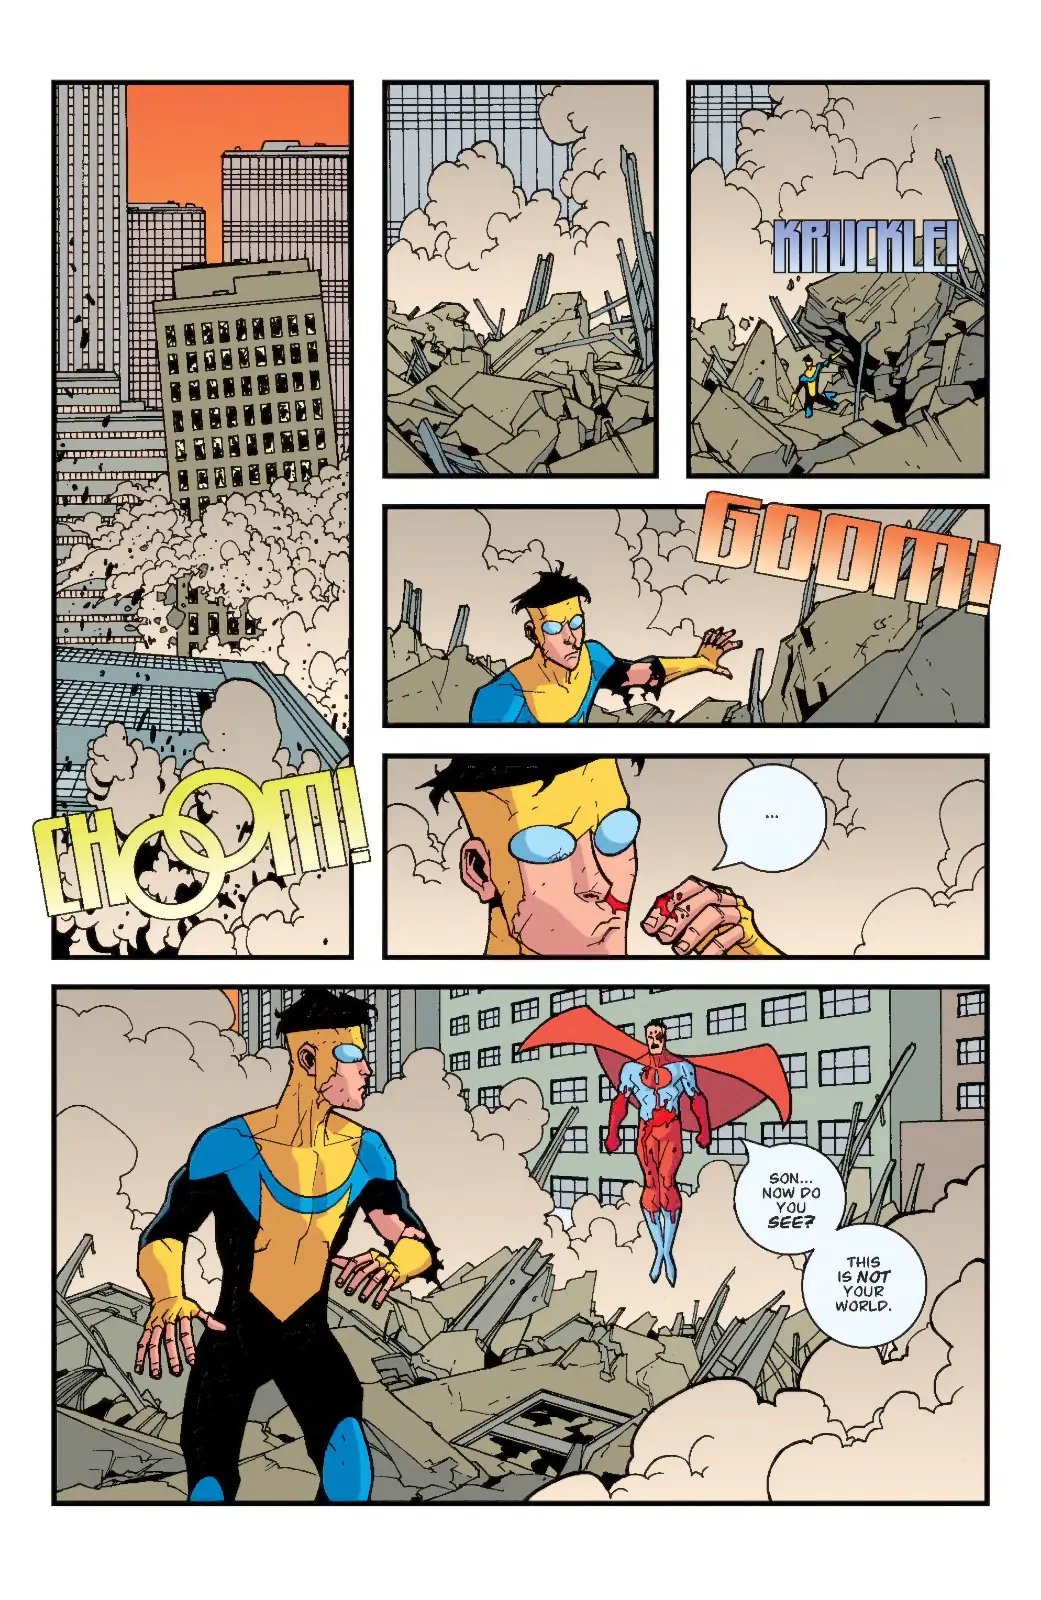 CHOOM!
KRUCKLE!
GOOM!
...
SON...
NOW DO
YOU
SEE?
THIS
IS NOT
YOUR
WORLD.